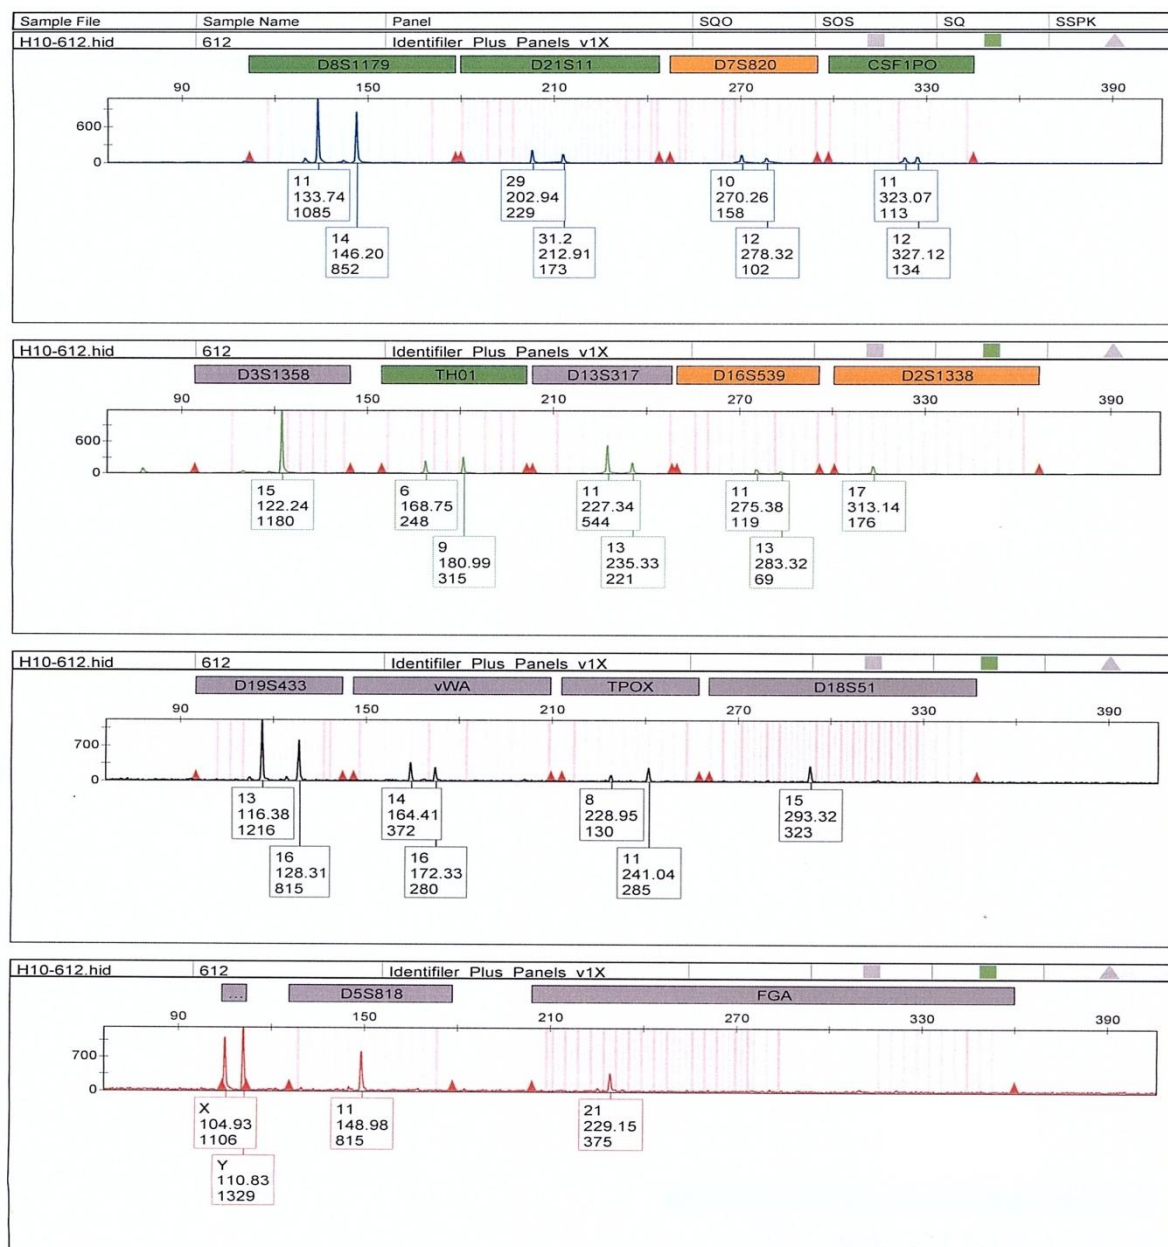 Sample File Sample Name Panel SQO SOS SQ SSPK
H10-612.hid 612 Identifiler_Plus_Panels_v1X
D8S1179 D21S11 D7S820 CSF1PO
90 150 210 270 330 390
600
0
11 29 10 11
133.74 202.94 270.26 323.07
1085 229 158 113
14 31.2 12 12
146.20 212.91 278.32 327.12
852 173 102 134
H10-612.hid 612 Identifiler_Plus_Panels_v1X
D3S1358 TH01 D13S317 D16S539 D2S1338
90 150 210 270 330 390
600
0
15 6 11 11 17
122.24 168.75 227.34 275.38 313.14
1180 248 544 119 176
9 13 13
180.99 235.33 283.32
315 221 69
H10-612.hid 612 Identifiler_Plus_Panels_v1X
D19S433 vWA TPOX D18S51
90 150 210 270 330 390
700
0
13 14 8 15
116.38 164.41 228.95 293.32
1216 372 130 323
16 16 11
128.31 172.33 241.04
815 280 285
H10-612.hid 612 Identifiler_Plus_Panels_v1X
... D5S818 FGA
90 150 210 270 330 390
700
0
X 11 21
104.93 148.98 229.15
1106 815 375
Y
110.83
1329